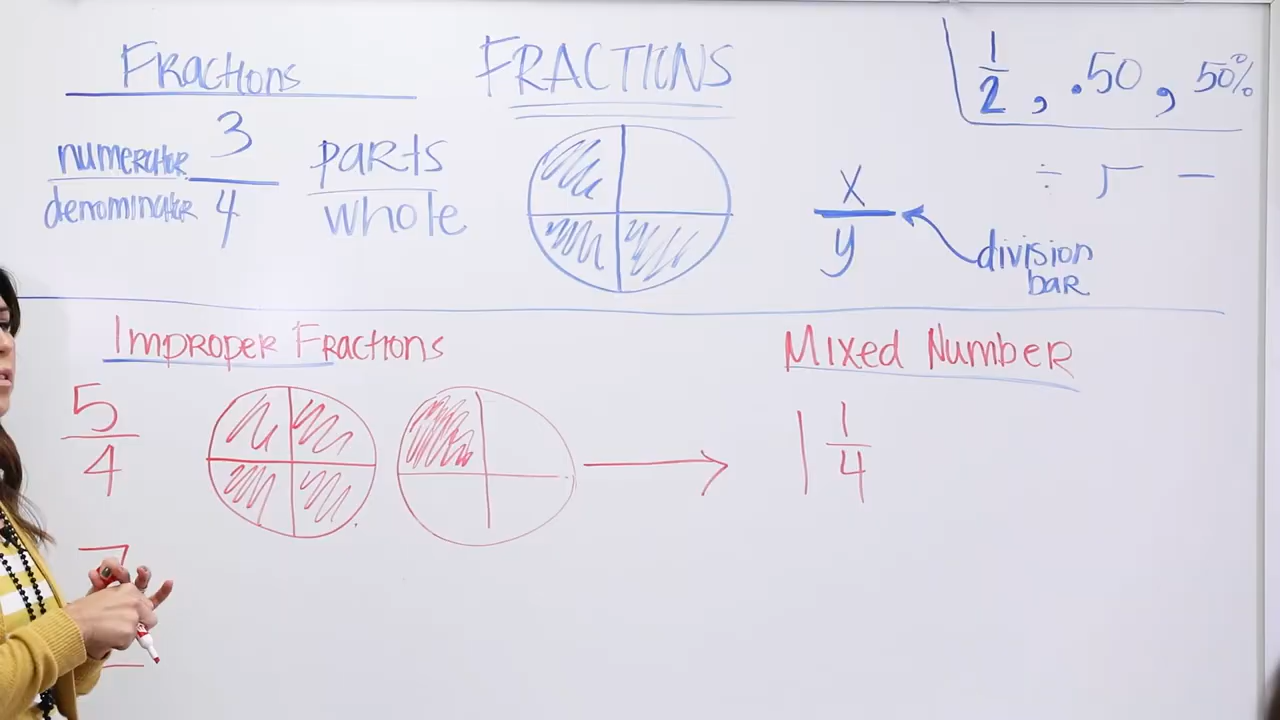 Fractions
FRACTIONS
1/2, .50, 50%
numerator 3 parts
denominator 4 whole
÷ ┌ −
x
y
division
bar
Improper Fractions
Mixed Number
5
4
1 1/4
7